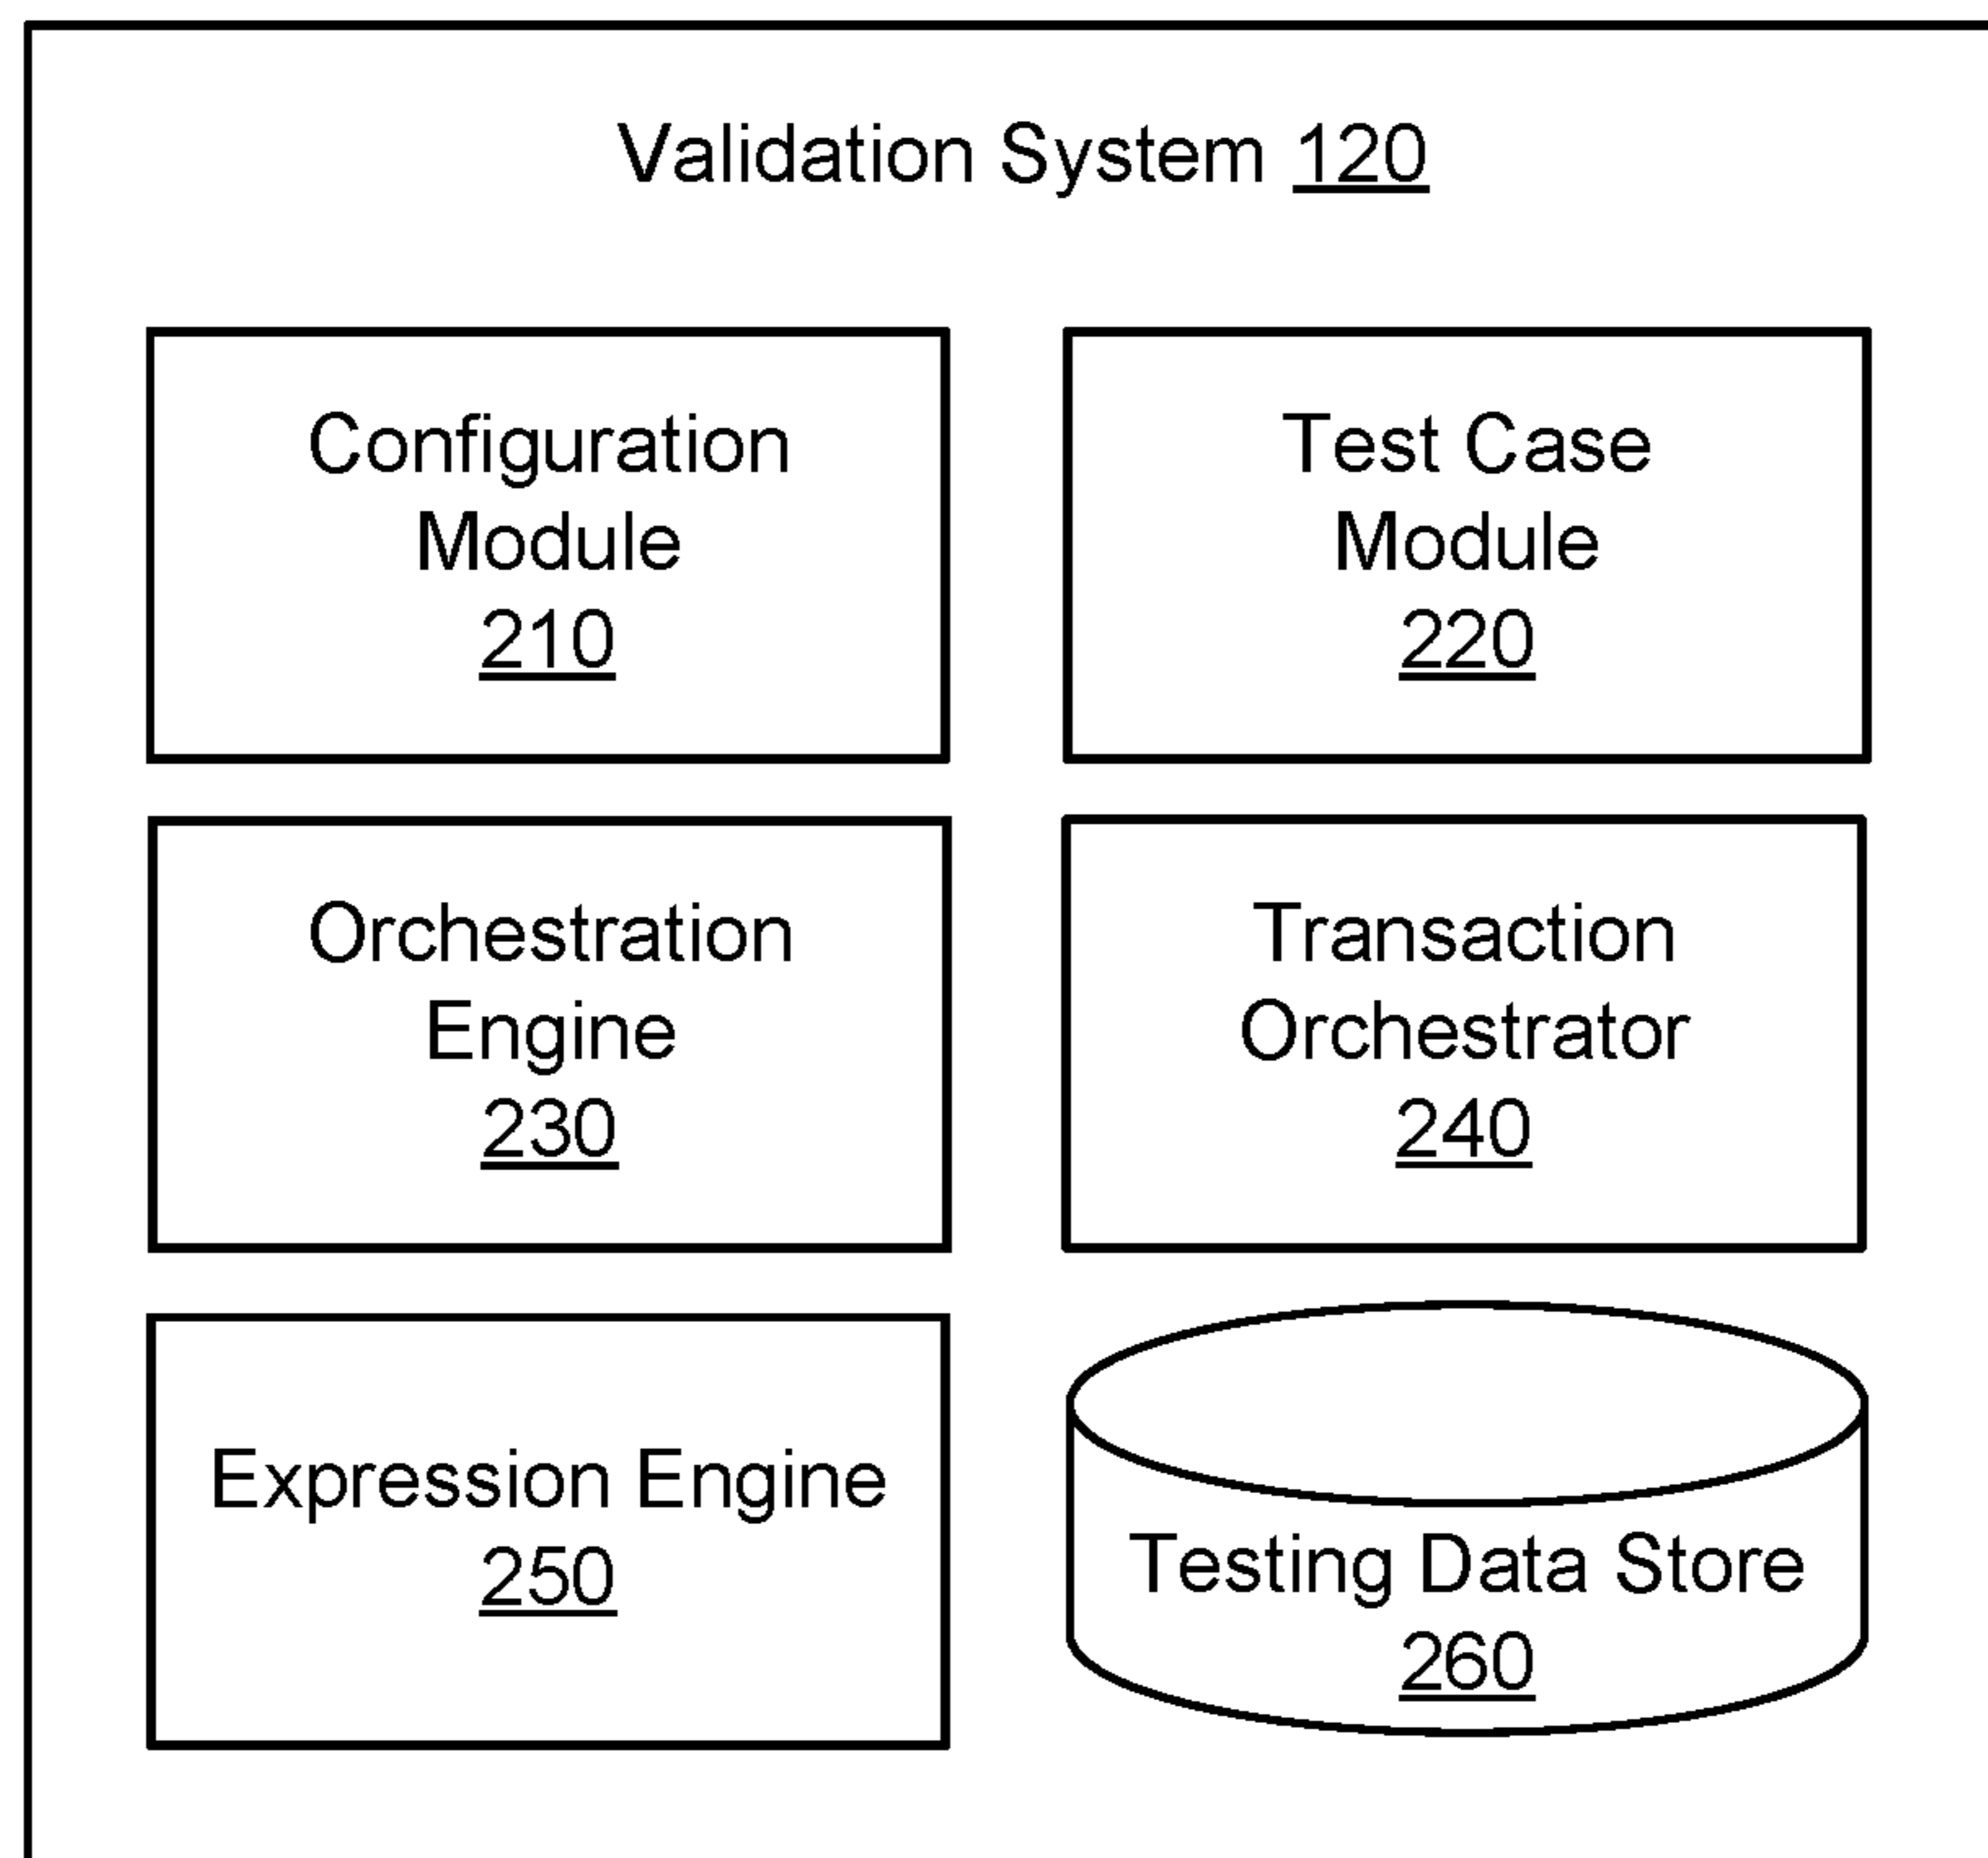 Validation System 120
Configuration
Module
210
Test Case
Module
220
Orchestration
Engine
230
Transaction
Orchestrator
240
Expression Engine
250
Testing Data Store
260